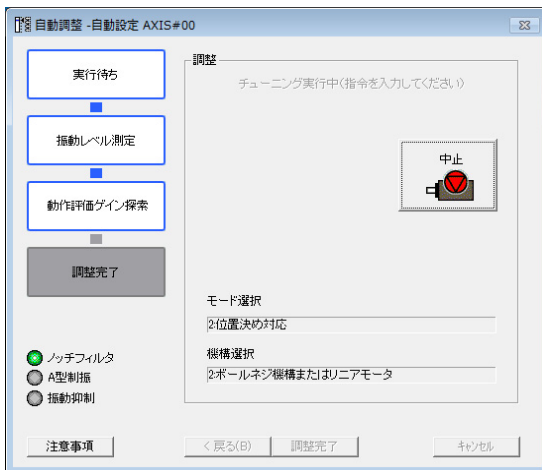 自動調整 -自動設定 AXIS#00
実行待ち
振動レベル測定
動作評価ゲイン探索
調整完了
ノッチフィルタ
A型制振
振動抑制
調整
チューニング実行中(指令を入力してください)
中止
モード選択
2:位置決め対応
機構選択
2:ボールネジ機構またはリニアモータ
注意事項
< 戻る(B)
調整完了
キャンセル